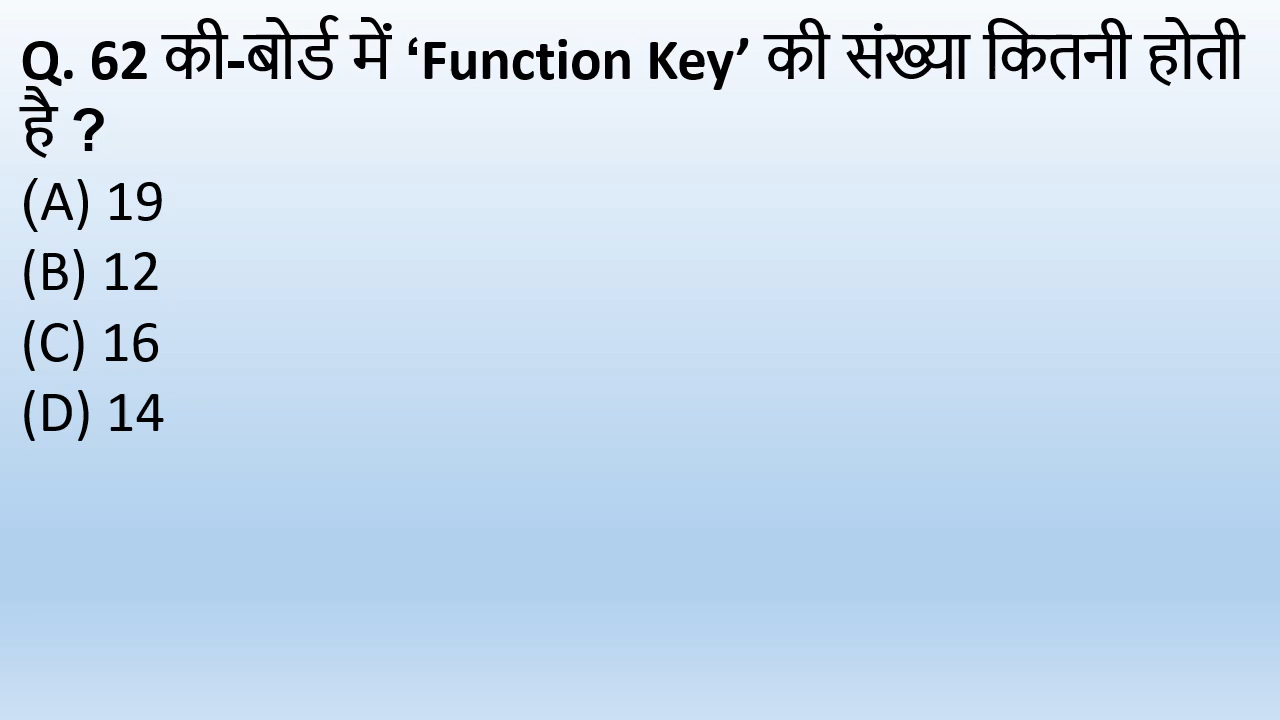 Q. 62 की-बोर्ड में ‘Function Key’ की संख्या कितनी होती
है ?
(A) 19
(B) 12
(C) 16
(D) 14